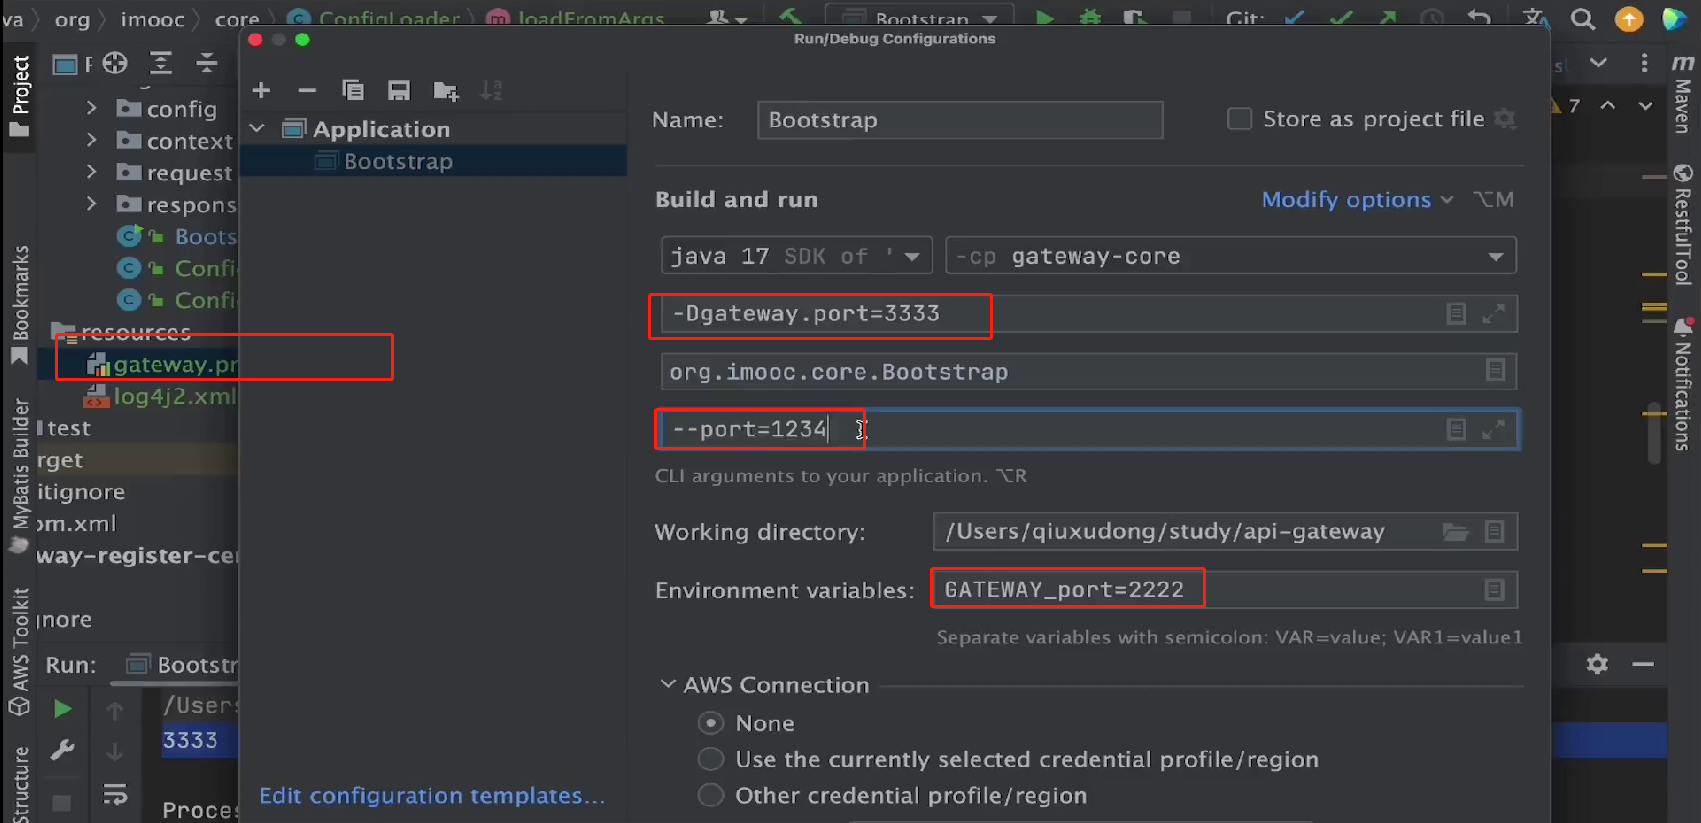 va > org > imooc > core > ConfigLoader > loadFromArgs
Bootstrap
Git:
Run/Debug Configurations
Project
config
context
request
respons
Boots
Confi
Confi
resources
gateway.pr
log4j2.xml
test
rget
itignore
om.xml
way-register-cer
nore
Bookmarks
MyBatis Builder
AWS Toolkit
Structure
Application
Bootstrap
Edit configuration templates...
Name:
Bootstrap
Store as project file
Build and run
Modify options
⌥M
java 17 SDK of '
-cp gateway-core
-Dgateway.port=3333
org.imooc.core.Bootstrap
--port=1234
CLI arguments to your application. ⌥R
Working directory:
/Users/qiuxudong/study/api-gateway
Environment variables:
GATEWAY_port=2222
Separate variables with semicolon: VAR=value; VAR1=value1
AWS Connection
None
Use the currently selected credential profile/region
Other credential profile/region
Run:
Bootstr
/Users
3333
Proces
7
m
Maven
RestfulTool
Notifications